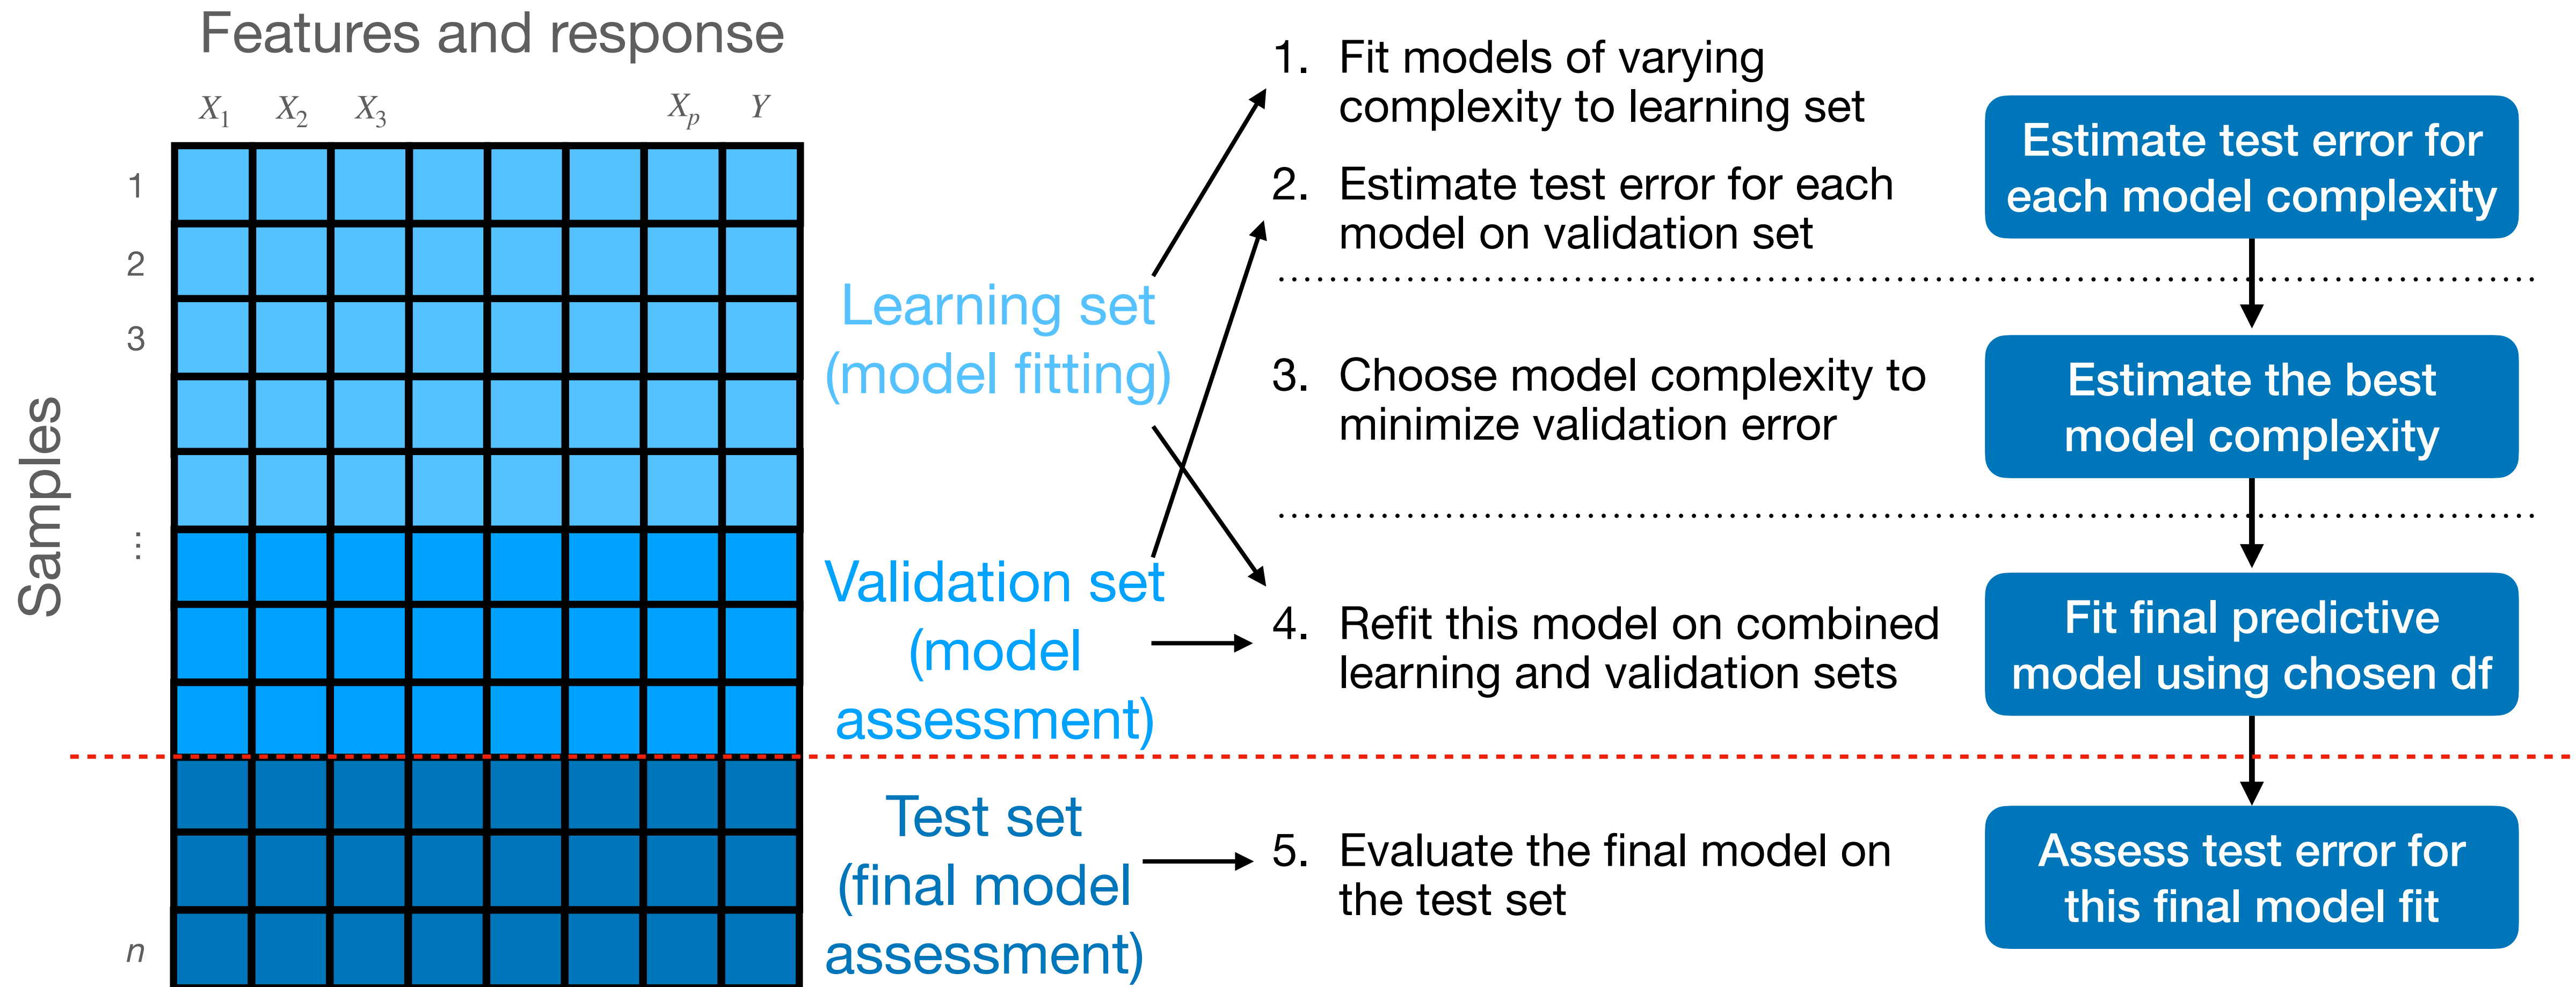 Features and response
X1 X2 X3 Xp Y
Samples
1
2
3
⋮
n
Learning set
(model fitting)
Validation set
(model
assessment)
Test set
(final model
assessment)
1. Fit models of varying
complexity to learning set
2. Estimate test error for each
model on validation set
3. Choose model complexity to
minimize validation error
4. Refit this model on combined
learning and validation sets
5. Evaluate the final model on
the test set
Estimate test error for
each model complexity
Estimate the best
model complexity
Fit final predictive
model using chosen df
Assess test error for
this final model fit